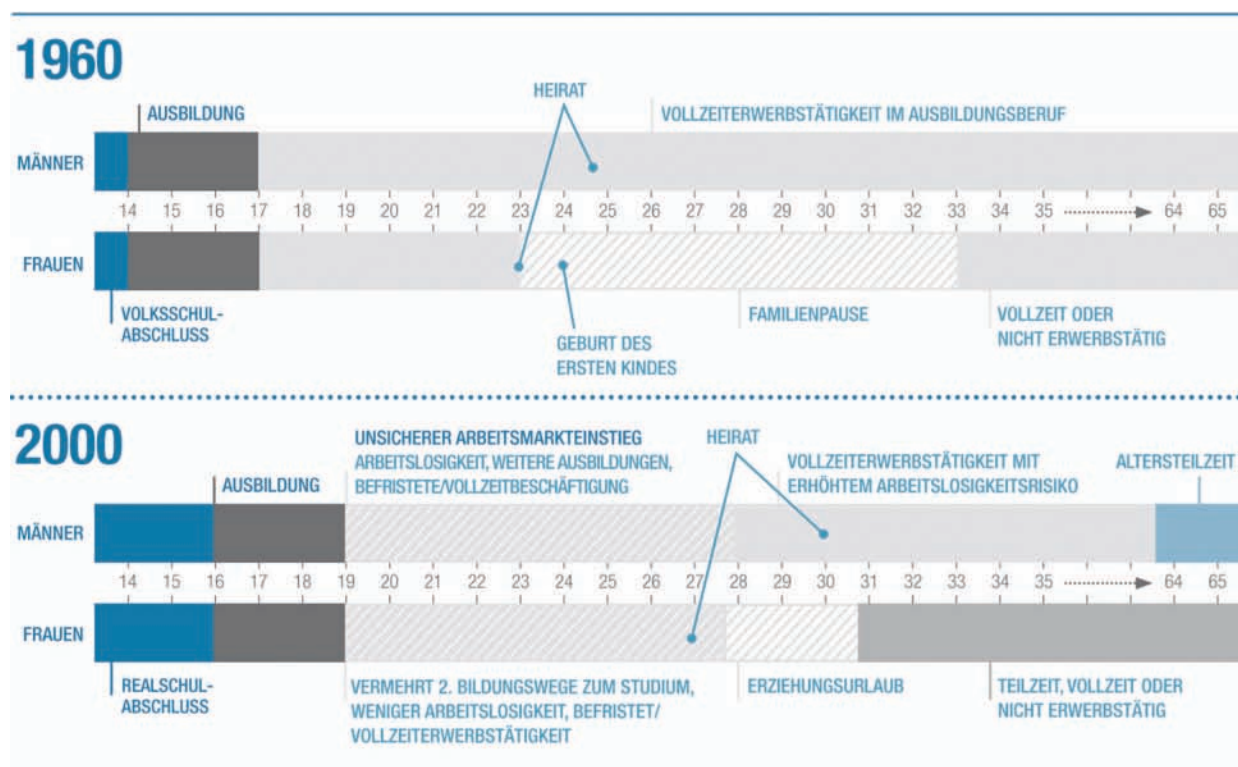 1960
HEIRAT
AUSBILDUNG
VOLLZEITERWERBSTÄTIGKEIT IM AUSBILDUNGSBERUF
MÄNNER
14 15 16 17 18 19 20 21 22 23 24 25 26 27 28 29 30 31 32 33 34 35 64 65
FRAUEN
VOLKSSCHUL-
ABSCHLUSS
GEBURT DES
ERSTEN KINDES
FAMILIENPAUSE
VOLLZEIT ODER
NICHT ERWERBSTÄTIG
2000
UNSICHERER ARBEITSMARKTEINSTIEG
ARBEITSLOSIGKEIT, WEITERE AUSBILDUNGEN,
BEFRISTETE/VOLLZEITBESCHÄFTIGUNG
HEIRAT
VOLLZEITERWERBSTÄTIGKEIT MIT
ERHÖHTEM ARBEITSLOSIGKEITSRISIKO
ALTERSTEILZEIT
AUSBILDUNG
MÄNNER
14 15 16 17 18 19 20 21 22 23 24 25 26 27 28 29 30 31 32 33 34 35 64 65
FRAUEN
REALSCHUL-
ABSCHLUSS
VERMEHRT 2. BILDUNGSWEGE ZUM STUDIUM,
WENIGER ARBEITSLOSIGKEIT, BEFRISTET/
VOLLZEITERWERBSTÄTIGKEIT
ERZIEHUNGSURLAUB
TEILZEIT, VOLLZEIT ODER
NICHT ERWERBSTÄTIG